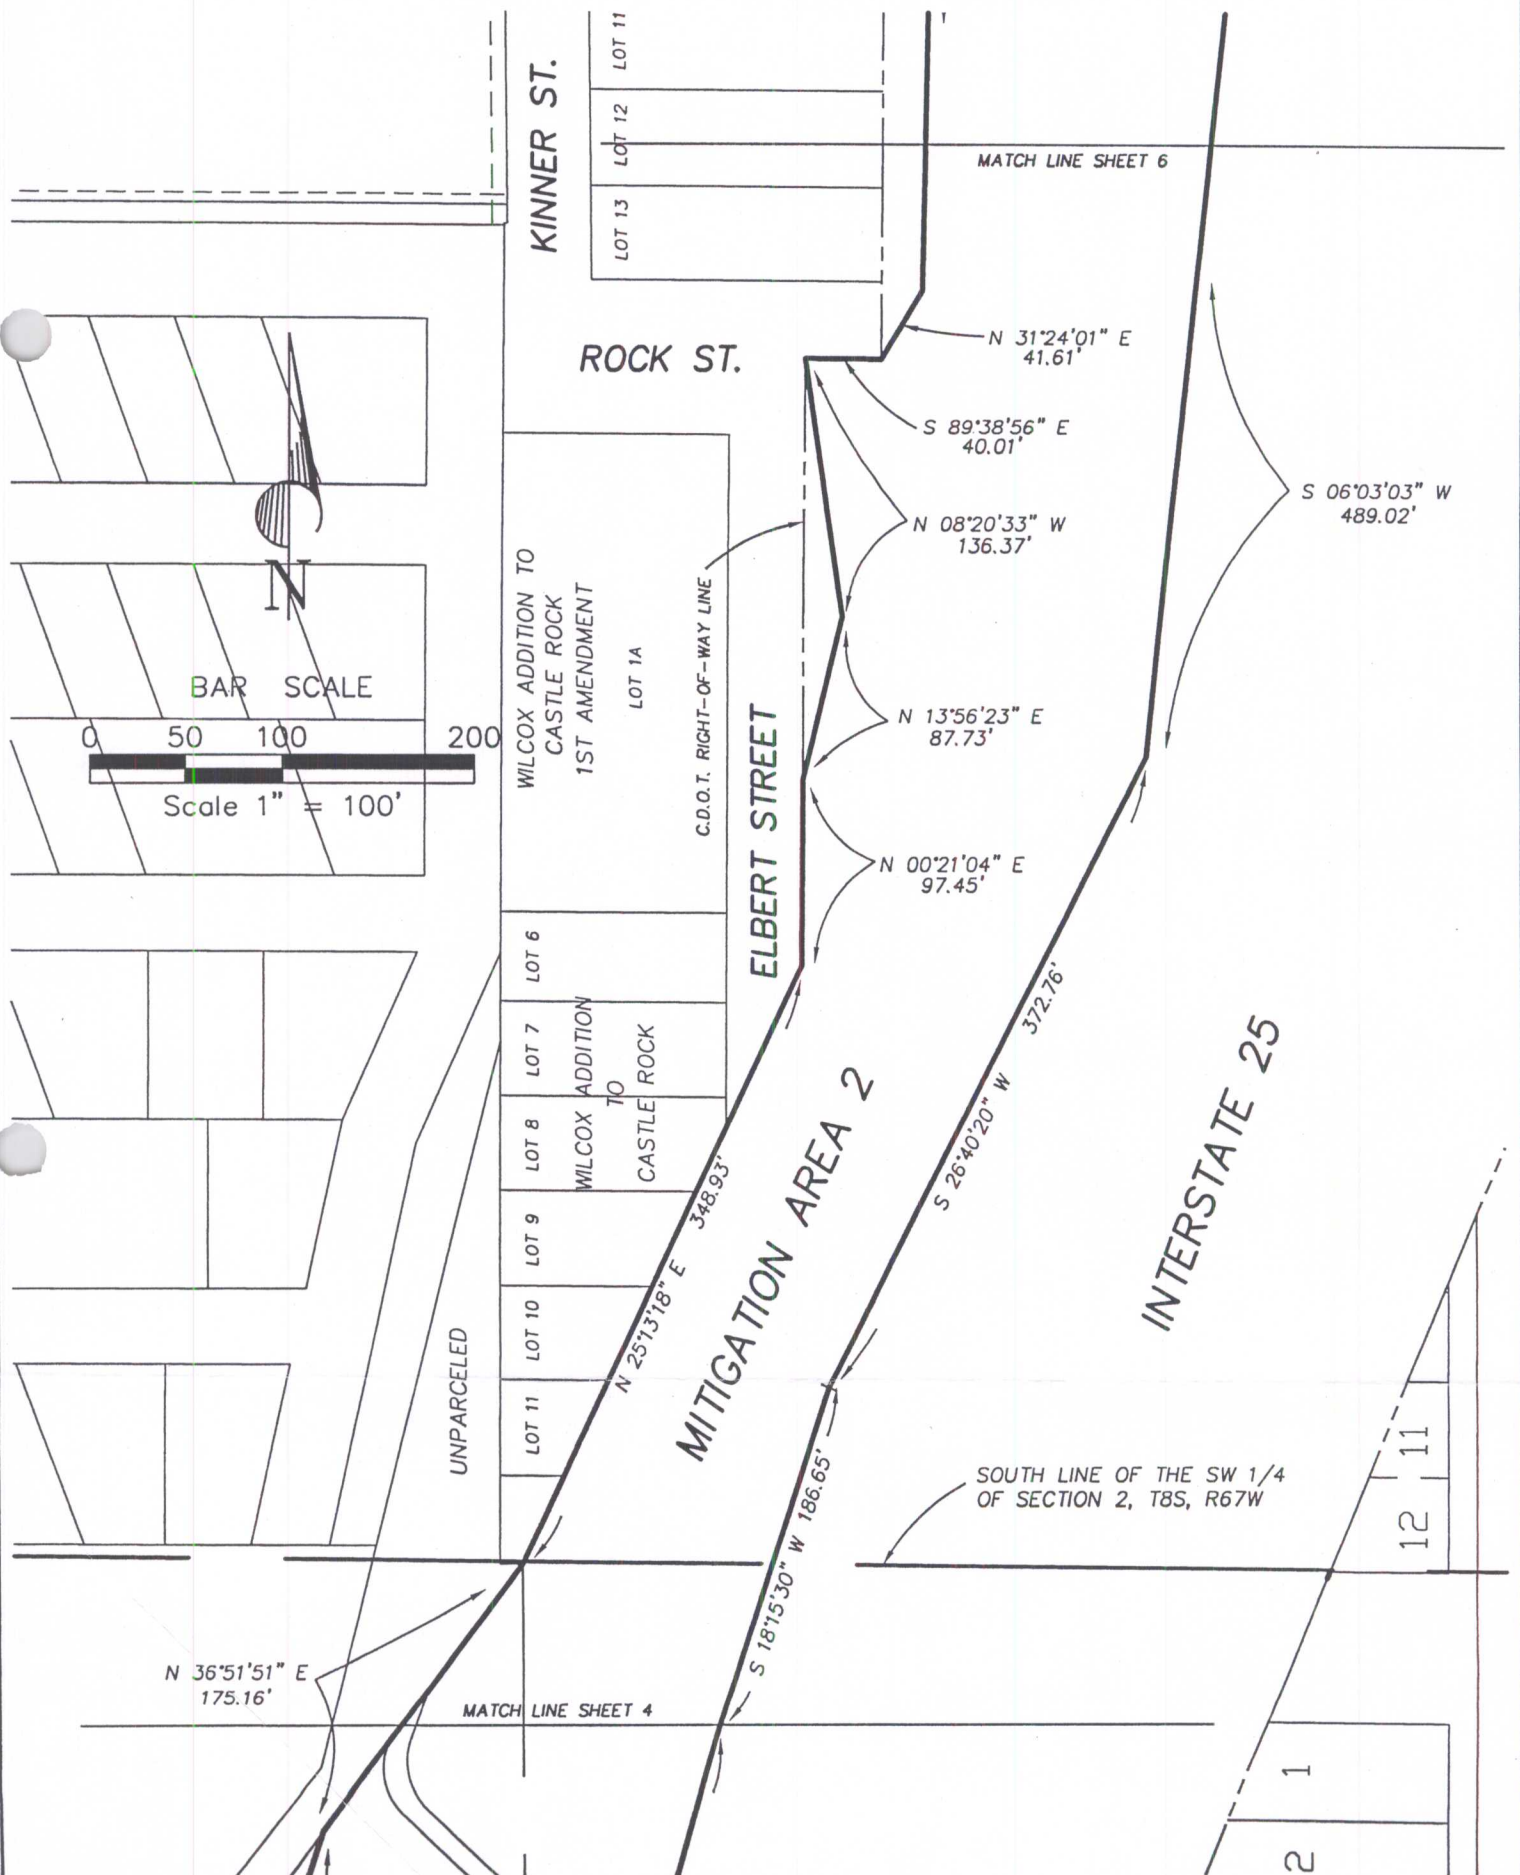 LOT 11
KINNER ST.
LOT 12
MATCH LINE SHEET 6
LOT 13
N 31°24'01" E
41.61'
ROCK ST.
S 89°38'56" E
40.01'
S 06°03'03" W
489.02'
N 08°20'33" W
136.37'
N
WILCOX ADDITION TO
CASTLE ROCK
1ST AMENDMENT
LOT 1A
C.D.O.T. RIGHT-OF-WAY LINE
BAR SCALE
0 50 100 200
Scale 1" = 100'
N 13°56'23" E
87.73'
ELBERT STREET
N 00°21'04" E
97.45'
LOT 6
LOT 7
LOT 8
WILCOX ADDITION
TO
CASTLE ROCK
372.76'
S 26°40'20" W
INTERSTATE 25
MITIGATION AREA 2
348.93'
N 25°13'18" E
LOT 9
LOT 10
LOT 11
UNPARCELED
11
12
SOUTH LINE OF THE SW 1/4
OF SECTION 2, T8S, R67W
S 18°15'30" W 186.65'
N 36°51'51" E
175.16'
MATCH LINE SHEET 4
1
2